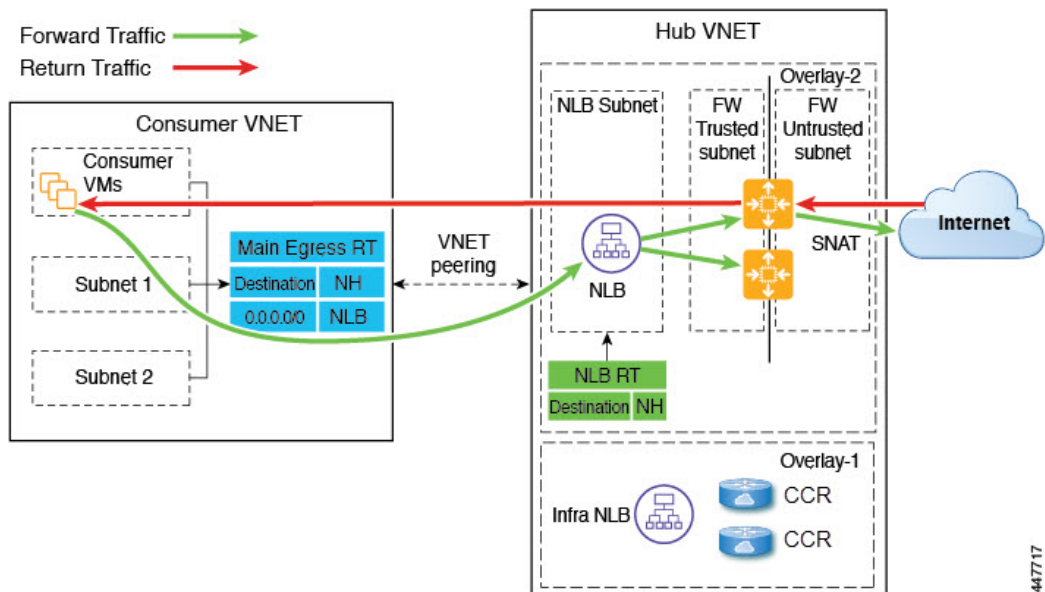 Forward Traffic
Return Traffic
Consumer VNET
Consumer
VMs
Subnet 1
Subnet 2
Main Egress RT
Destination NH
0.0.0.0/0 NLB
VNET
peering
Hub VNET
Overlay-2
NLB Subnet
FW
Trusted
subnet
FW
Untrusted
subnet
NLB
SNAT
Internet
NLB RT
Destination NH
Overlay-1
Infra NLB
CCR
CCR
447717